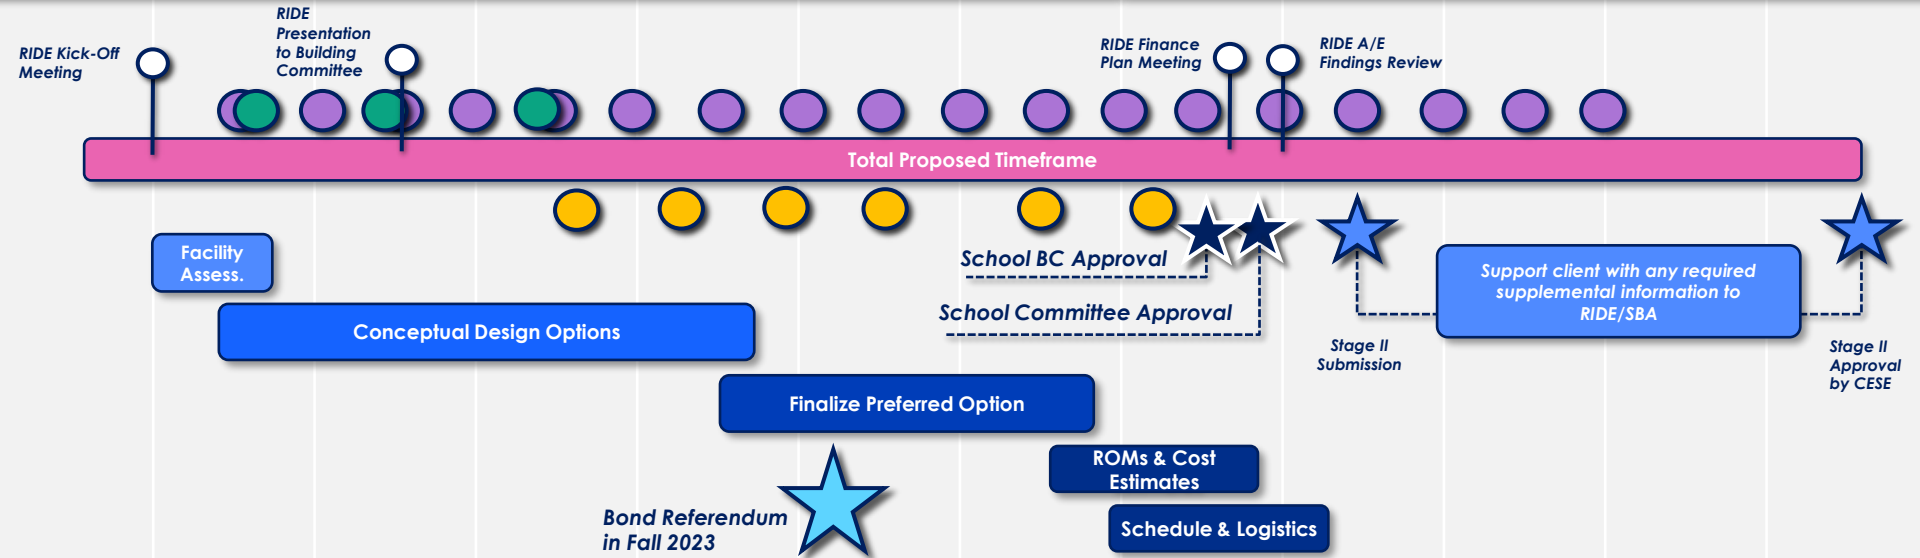 RIDE Kick-Off
Meeting
RIDE
Presentation
to Building
Committee
RIDE Finance
Plan Meeting
RIDE A/E
Findings Review
Total Proposed Timeframe
Facility
Assess.
School BC Approval
School Committee Approval
Support client with any required
supplemental information to
RIDE/SBA
Stage II
Submission
Stage II
Approval
by CESE
Conceptual Design Options
Finalize Preferred Option
ROMs & Cost
Estimates
Bond Referendum
in Fall 2023
Schedule & Logistics